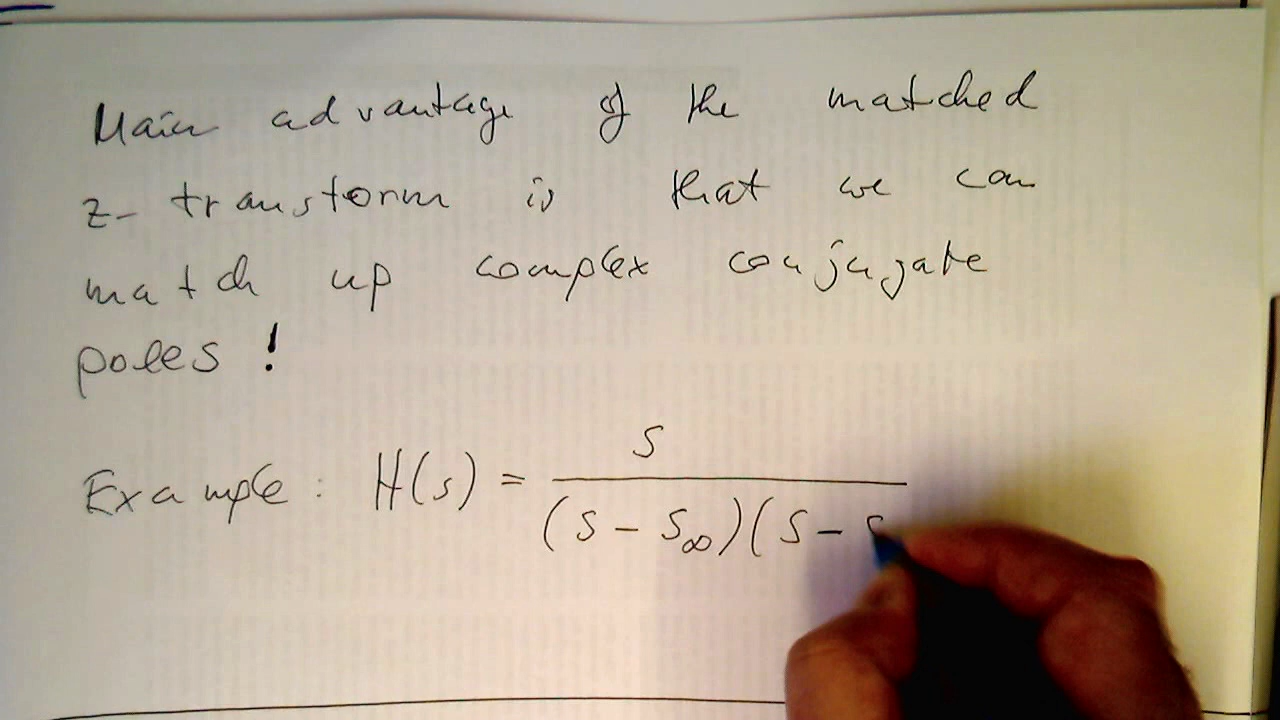 Main advantage of the matched
z- transform is that we can
match up complex conjugate
poles !
Example : H(s) = s
(s - s∞)(s - s